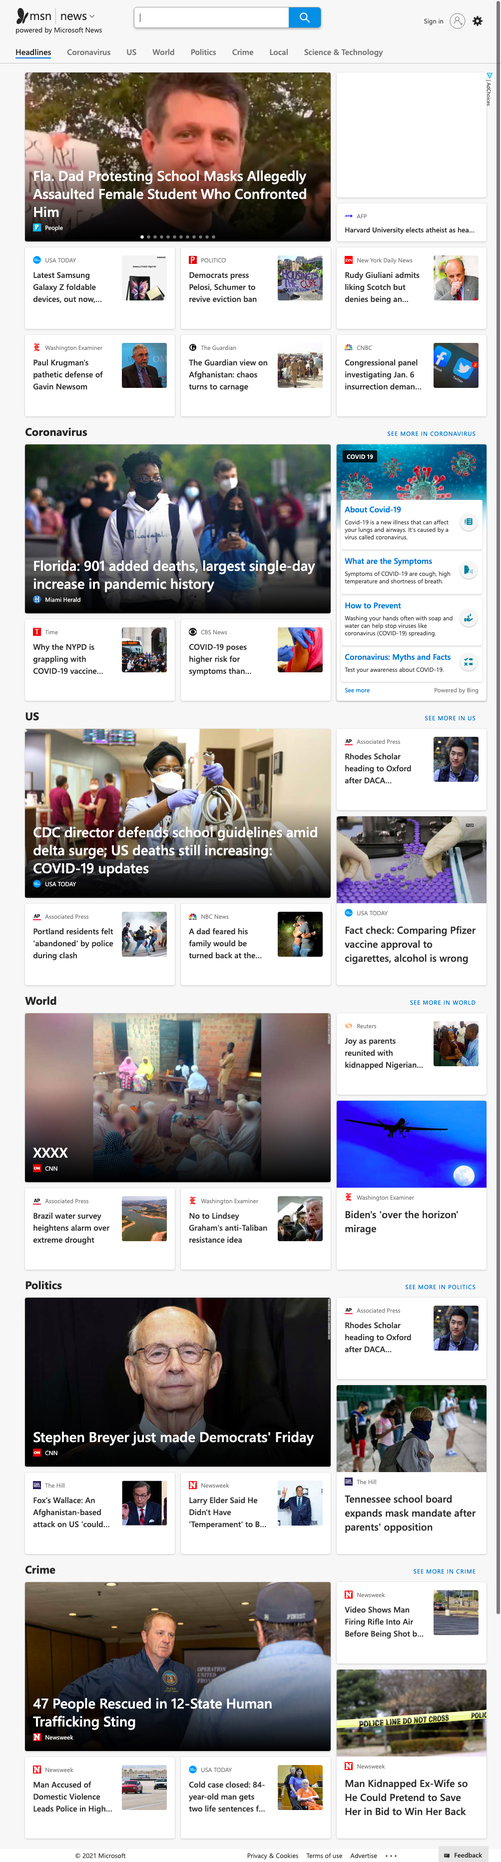 msn news
powered by Microsoft News
Sign in
Headlines Coronavirus US World Politics Crime Local Science & Technology
AdChoices
Fla. Dad Protesting School Masks Allegedly
Assaulted Female Student Who Confronted
Him
People
AFP
Harvard University elects atheist as hea...
USA TODAY
Latest Samsung
Galaxy Z foldable
devices, out now,...
POLITICO
Democrats press
Pelosi, Schumer to
revive eviction ban
New York Daily News
Rudy Giuliani admits
liking Scotch but
denies being an...
Washington Examiner
Paul Krugman's
pathetic defense of
Gavin Newsom
The Guardian
The Guardian view on
Afghanistan: chaos
turns to carnage
CNBC
Congressional panel
investigating Jan. 6
insurrection deman...
Coronavirus
SEE MORE IN CORONAVIRUS
Florida: 901 added deaths, largest single-day
increase in pandemic history
Miami Herald
COVID 19
About Covid-19
Covid-19 is a new illness that can affect
your lungs and airways. It's caused by a
virus called coronavirus.
What are the Symptoms
Symptoms of COVID-19 are cough, high
temperature and shortness of breath.
How to Prevent
Washing your hands often with soap and
water can help stop viruses like
coronavirus (COVID-19) spreading.
Coronavirus: Myths and Facts
Test your awareness about COVID-19.
See more
Powered by Bing
Time
Why the NYPD is
grappling with
COVID-19 vaccine...
CBS News
COVID-19 poses
higher risk for
symptoms than...
US
SEE MORE IN US
CDC director defends school guidelines amid
delta surge; US deaths still increasing:
COVID-19 updates
USA TODAY
Associated Press
Rhodes Scholar
heading to Oxford
after DACA...
USA TODAY
Fact check: Comparing Pfizer
vaccine approval to
cigarettes, alcohol is wrong
Associated Press
Portland residents felt
'abandoned' by police
during clash
NBC News
A dad feared his
family would be
turned back at the...
World
SEE MORE IN WORLD
XXXX
CNN
Reuters
Joy as parents
reunited with
kidnapped Nigerian...
Washington Examiner
Biden's 'over the horizon'
mirage
Associated Press
Brazil water survey
heightens alarm over
extreme drought
Washington Examiner
No to Lindsey
Graham's anti-Taliban
resistance idea
Politics
SEE MORE IN POLITICS
Stephen Breyer just made Democrats' Friday
CNN
Associated Press
Rhodes Scholar
heading to Oxford
after DACA...
The Hill
Tennessee school board
expands mask mandate after
parents' opposition
The Hill
Fox's Wallace: An
Afghanistan-based
attack on US 'could...
Newsweek
Larry Elder Said He
Didn't Have
'Temperament' to B...
Crime
SEE MORE IN CRIME
47 People Rescued in 12-State Human
Trafficking Sting
Newsweek
Newsweek
Video Shows Man
Firing Rifle Into Air
Before Being Shot b...
POLICE LINE DO NOT CROSS
Newsweek
Man Kidnapped Ex-Wife so
He Could Pretend to Save
Her in Bid to Win Her Back
Newsweek
Man Accused of
Domestic Violence
Leads Police in High...
USA TODAY
Cold case closed: 84-
year-old man gets
two life sentences f...
© 2021 Microsoft
Privacy & Cookies Terms of use Advertise
Feedback